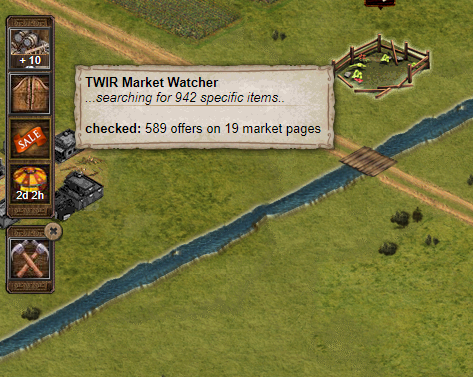 + 10
TWIR Market Watcher
...searching for 942 specific items..
checked: 589 offers on 19 market pages
SALE
2d 2h